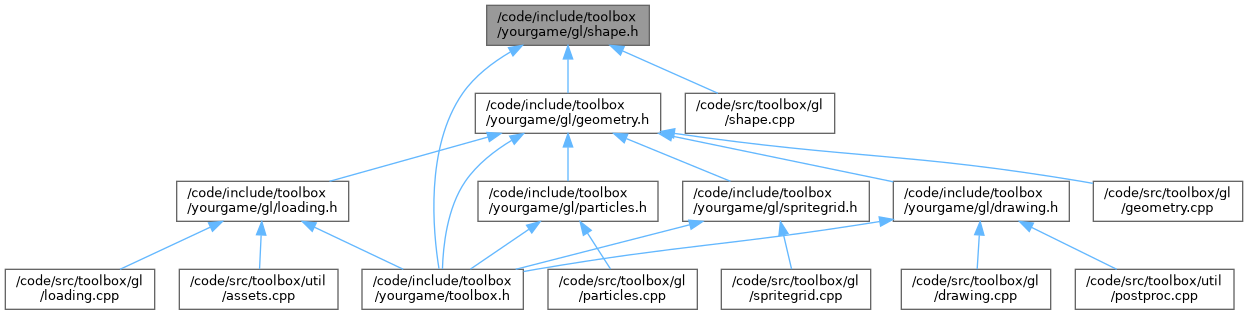 /code/include/toolbox
/yourgame/gl/shape.h
/code/include/toolbox
/yourgame/gl/geometry.h
/code/src/toolbox/gl
/shape.cpp
/code/include/toolbox
/yourgame/gl/loading.h
/code/include/toolbox
/yourgame/gl/particles.h
/code/include/toolbox
/yourgame/gl/spritegrid.h
/code/include/toolbox
/yourgame/gl/drawing.h
/code/src/toolbox/gl
/geometry.cpp
/code/src/toolbox/gl
/loading.cpp
/code/src/toolbox/util
/assets.cpp
/code/include/toolbox
/yourgame/toolbox.h
/code/src/toolbox/gl
/particles.cpp
/code/src/toolbox/gl
/spritegrid.cpp
/code/src/toolbox/gl
/drawing.cpp
/code/src/toolbox/util
/postproc.cpp